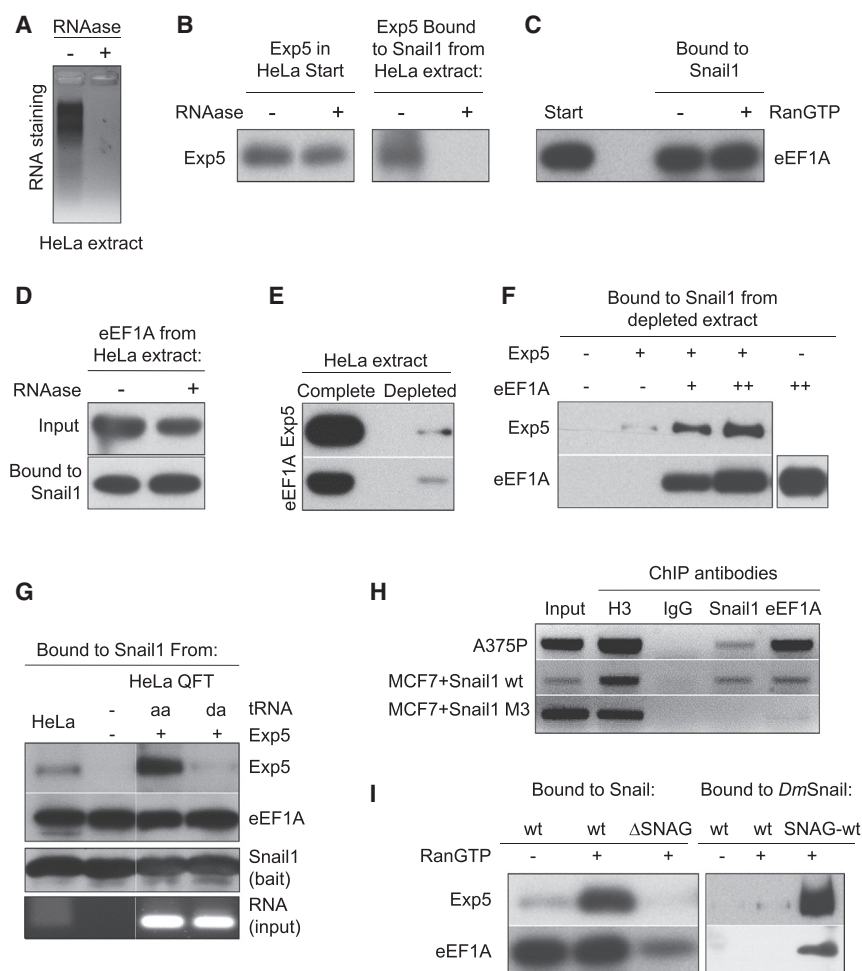 A
RNAase
- +
RNA staining
HeLa extract
B
Exp5 in
HeLa Start
Exp5 Bound
to Snail1 from
HeLa extract:
RNAase - + - +
Exp5
C
Bound to
Snail1
Start - + RanGTP
eEF1A
D
eEF1A from
HeLa extract:
RNAase - +
Input
Bound to
Snail1
E
HeLa extract
Complete Depleted
Exp5
eEF1A
F
Bound to Snail1 from
depleted extract
Exp5 - + + + -
eEF1A - - + ++ ++
Exp5
eEF1A
G
Bound to Snail1 From:
HeLa QFT
HeLa - aa da tRNA
- + + Exp5
Exp5
eEF1A
Snail1
(bait)
RNA
(input)
H
ChIP antibodies
Input H3 IgG Snail1 eEF1A
A375P
MCF7+Snail1 wt
MCF7+Snail1 M3
I
Bound to Snail: Bound to DmSnail:
wt wt ΔSNAG wt wt SNAG-wt
RanGTP - + + - + +
Exp5
eEF1A